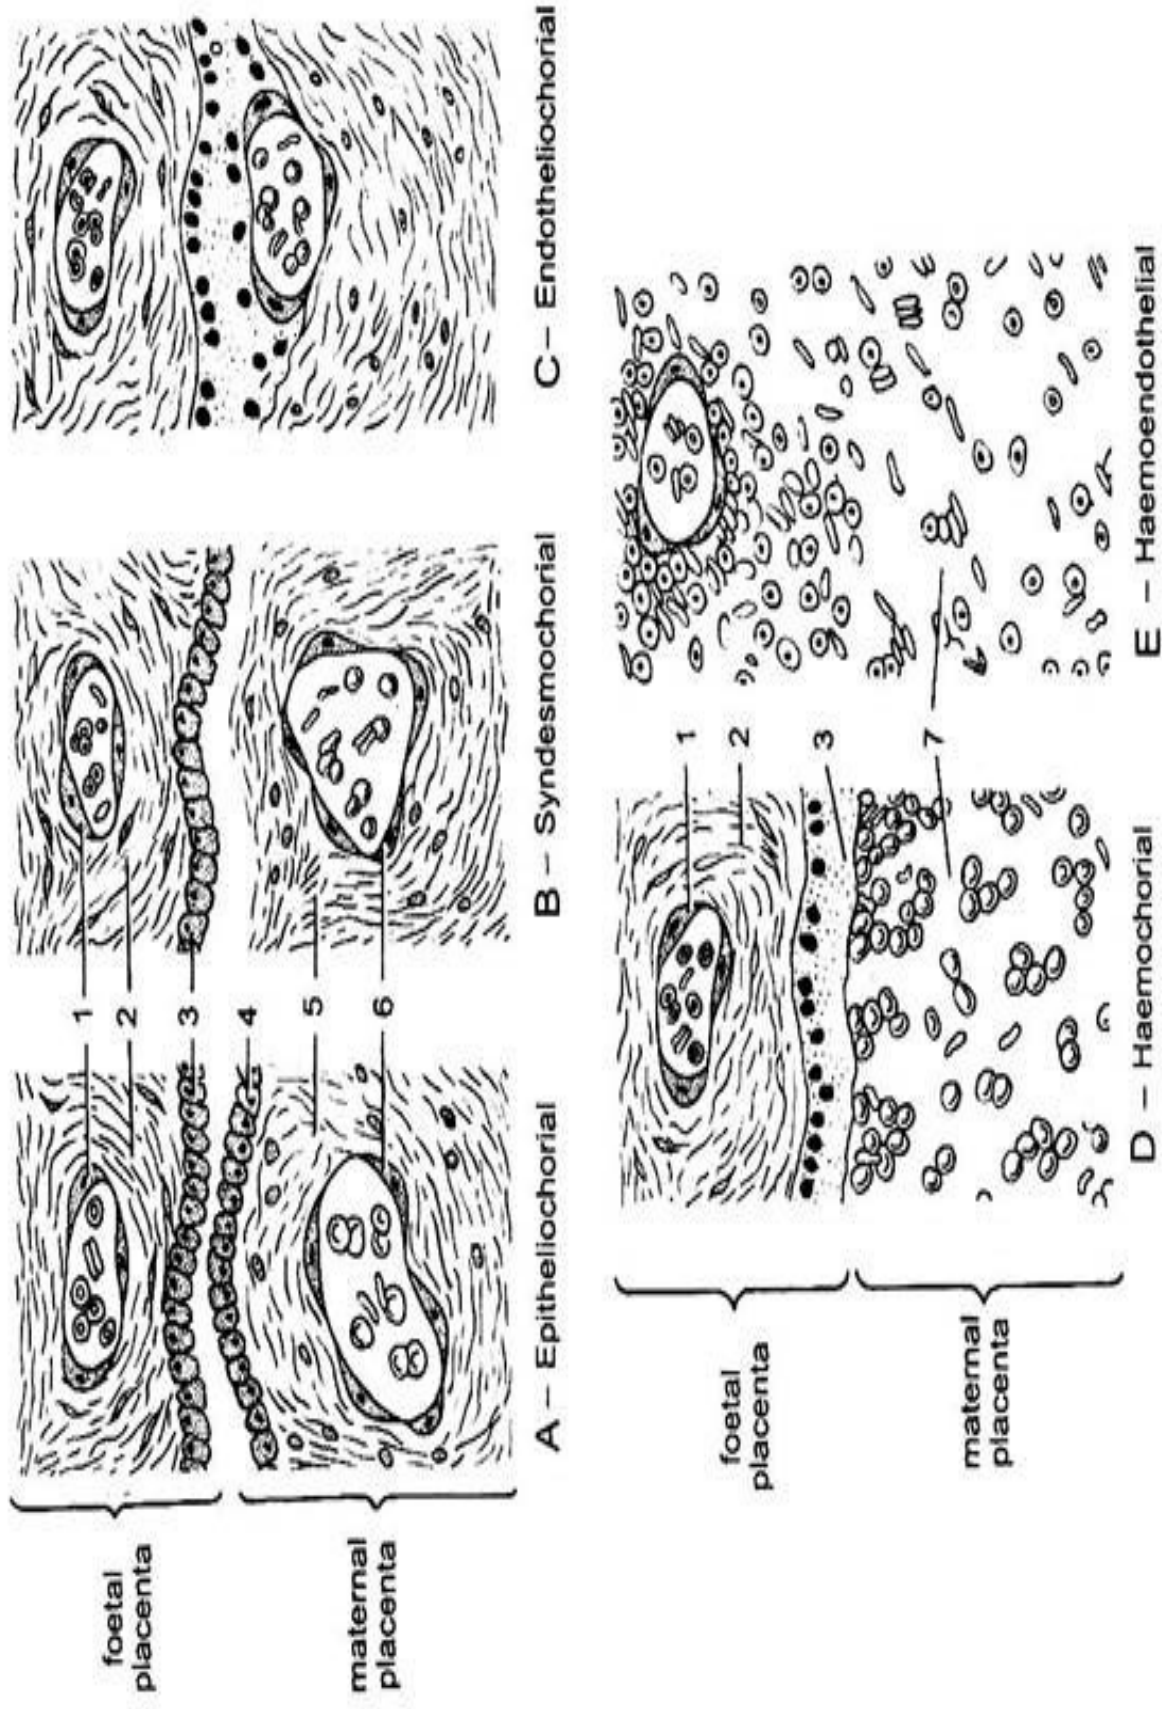 foetal
placenta
maternal
placenta
1
2
3
4
5
6
A – Epitheliochorial
B – Syndesmochorial
C – Endotheliochorial
foetal
placenta
maternal
placenta
1
2
3
7
D – Haemochorial
E – Haemoendothelial